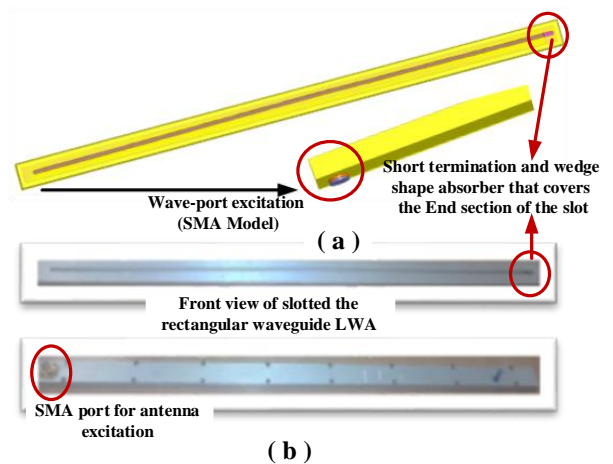 Short termination and wedge
shape absorber that covers
the End section of the slot
Wave-port excitation
(SMA Model)
( a )
Front view of slotted the
rectangular waveguide LWA
SMA port for antenna
excitation
( b )